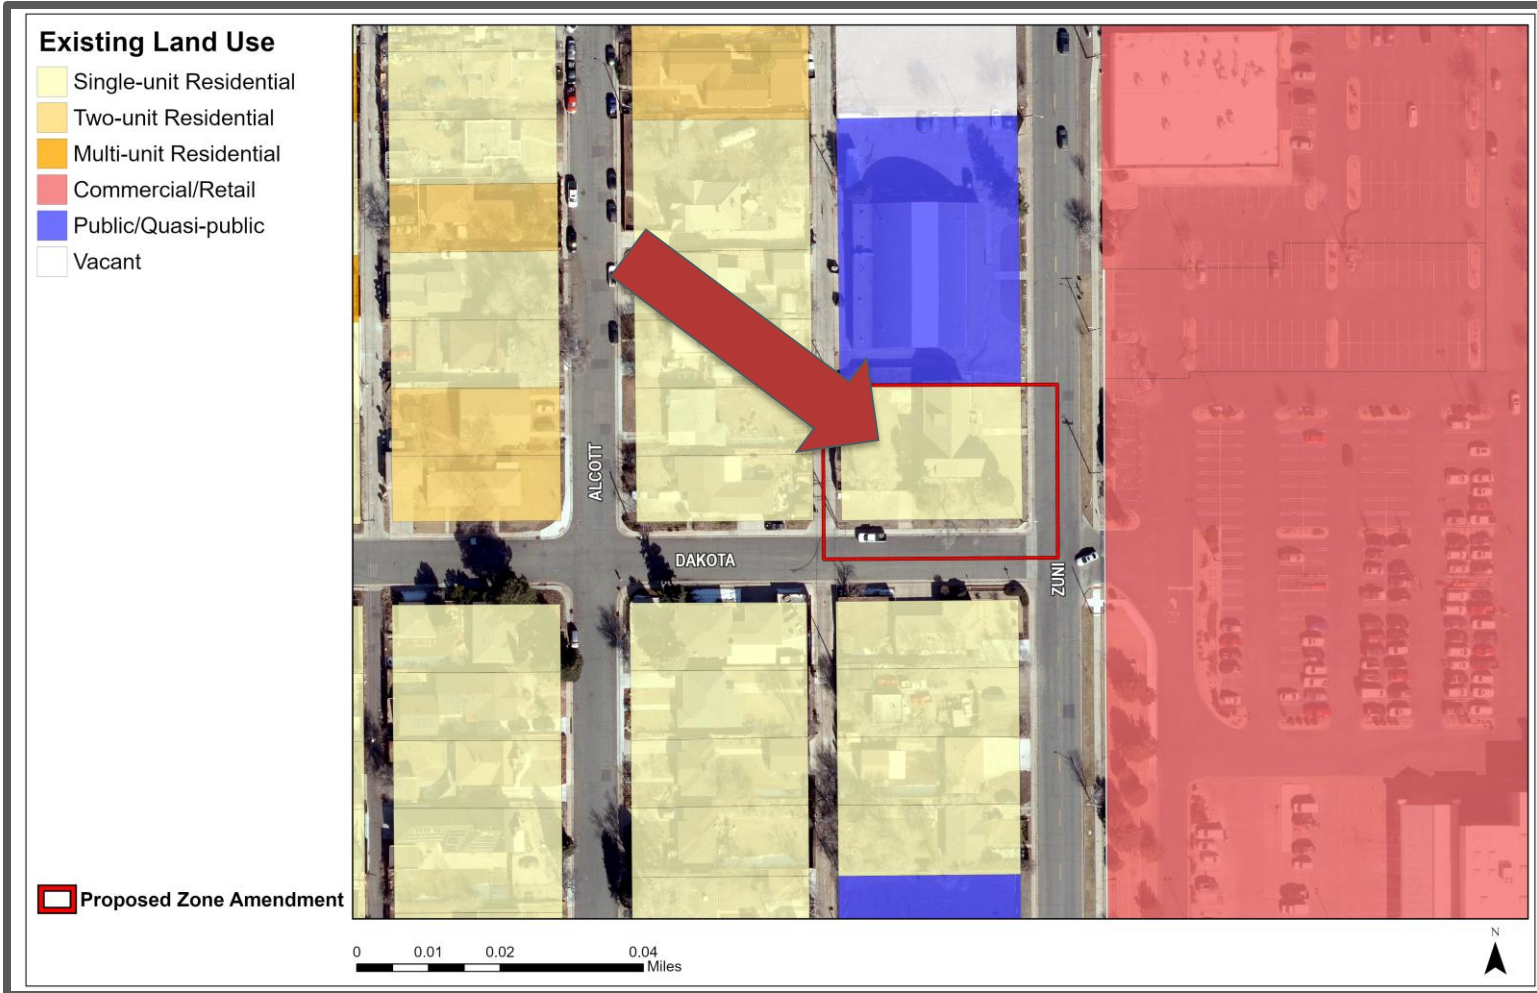 Existing Land Use
Single-unit Residential
Two-unit Residential
Multi-unit Residential
Commercial/Retail
Public/Quasi-public
Vacant
ALCOTT
DAKOTA
ZUNI
Proposed Zone Amendment
0 0.01 0.02 0.04
Miles
N